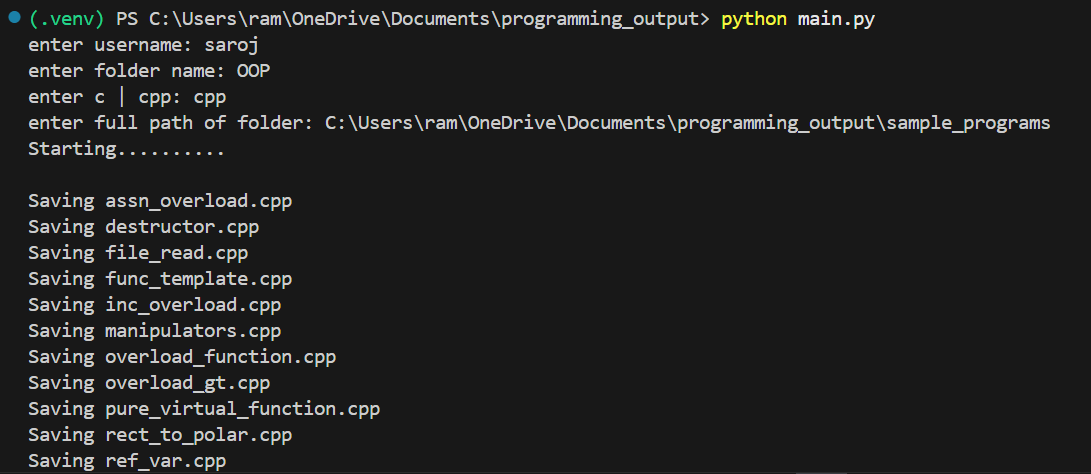 (.venv) PS C:\Users\ram\OneDrive\Documents\programming_output> python main.py
enter username: saroj
enter folder name: OOP
enter c | cpp: cpp
enter full path of folder: C:\Users\ram\OneDrive\Documents\programming_output\sample_programs
Starting..........
Saving assn_overload.cpp
Saving destructor.cpp
Saving file_read.cpp
Saving func_template.cpp
Saving inc_overload.cpp
Saving manipulators.cpp
Saving overload_function.cpp
Saving overload_gt.cpp
Saving pure_virtual_function.cpp
Saving rect_to_polar.cpp
Saving ref_var.cpp